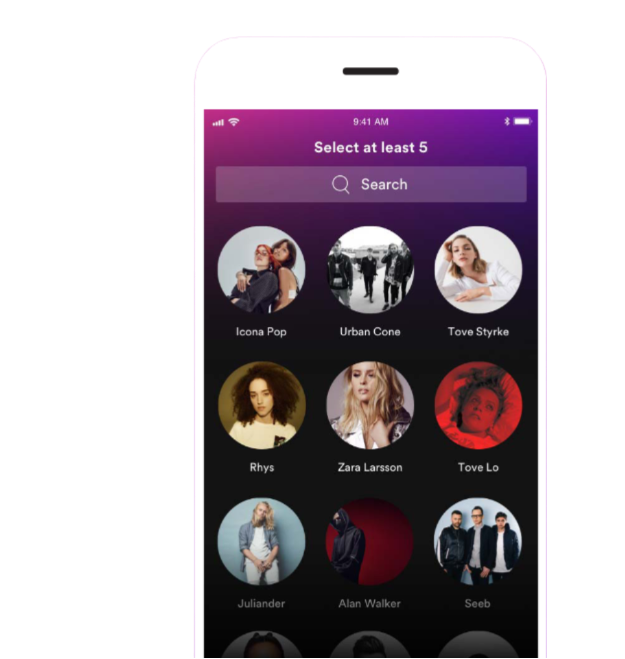 9:41 AM
Select at least 5
Search
Icona Pop
Urban Cone
Tove Styrke
Rhys
Zara Larsson
Tove Lo
Juliander
Alan Walker
Seeb